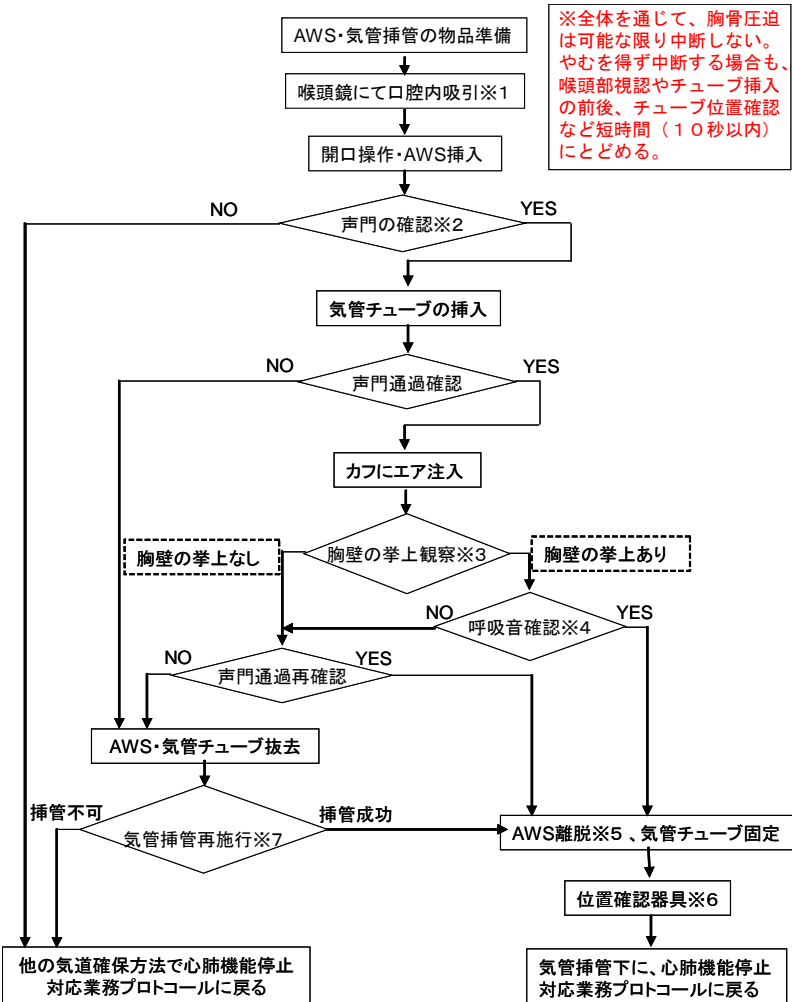 AWS・気管挿管の物品準備
※全体を通じて、胸骨圧迫
は可能な限り中断しない。
やむを得ず中断する場合も、
喉頭部視認やチューブ挿入
の前後、チューブ位置確認
など短時間（１０秒以内）
にとどめる。
喉頭鏡にて口腔内吸引※1
開口操作・AWS挿入
NO
声門の確認※2
YES
気管チューブの挿入
NO
声門通過確認
YES
カフにエア注入
胸壁の挙上なし
胸壁の挙上観察※3
胸壁の挙上あり
NO
呼吸音確認※4
YES
NO
声門通過再確認
YES
AWS・気管チューブ抜去
挿管不可
気管挿管再施行※7
挿管成功
AWS離脱※5 、気管チューブ固定
位置確認器具※6
他の気道確保方法で心肺機能停止
対応業務プロトコールに戻る
気管挿管下に、心肺機能停止
対応業務プロトコールに戻る